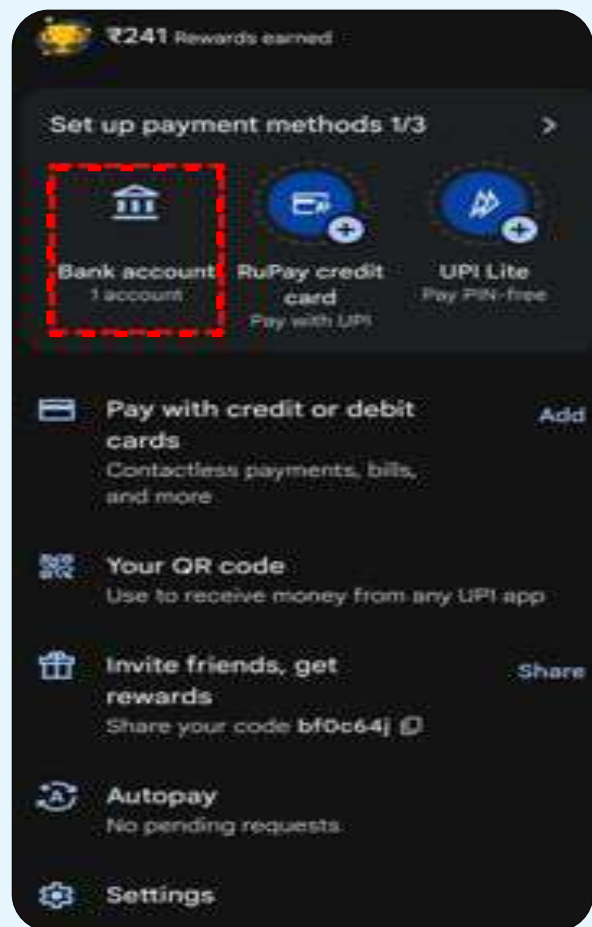 ₹241 Rewards earned
Set up payment methods 1/3
Bank account
1 account
RuPay credit
card
Pay with UPI
UPI Lite
Pay PIN-free
Pay with credit or debit
cards
Add
Contactless payments, bills,
and more
Your QR code
Use to receive money from any UPI app
Invite friends, get
rewards
Share
Share your code bf0c64j
Autopay
No pending requests
Settings